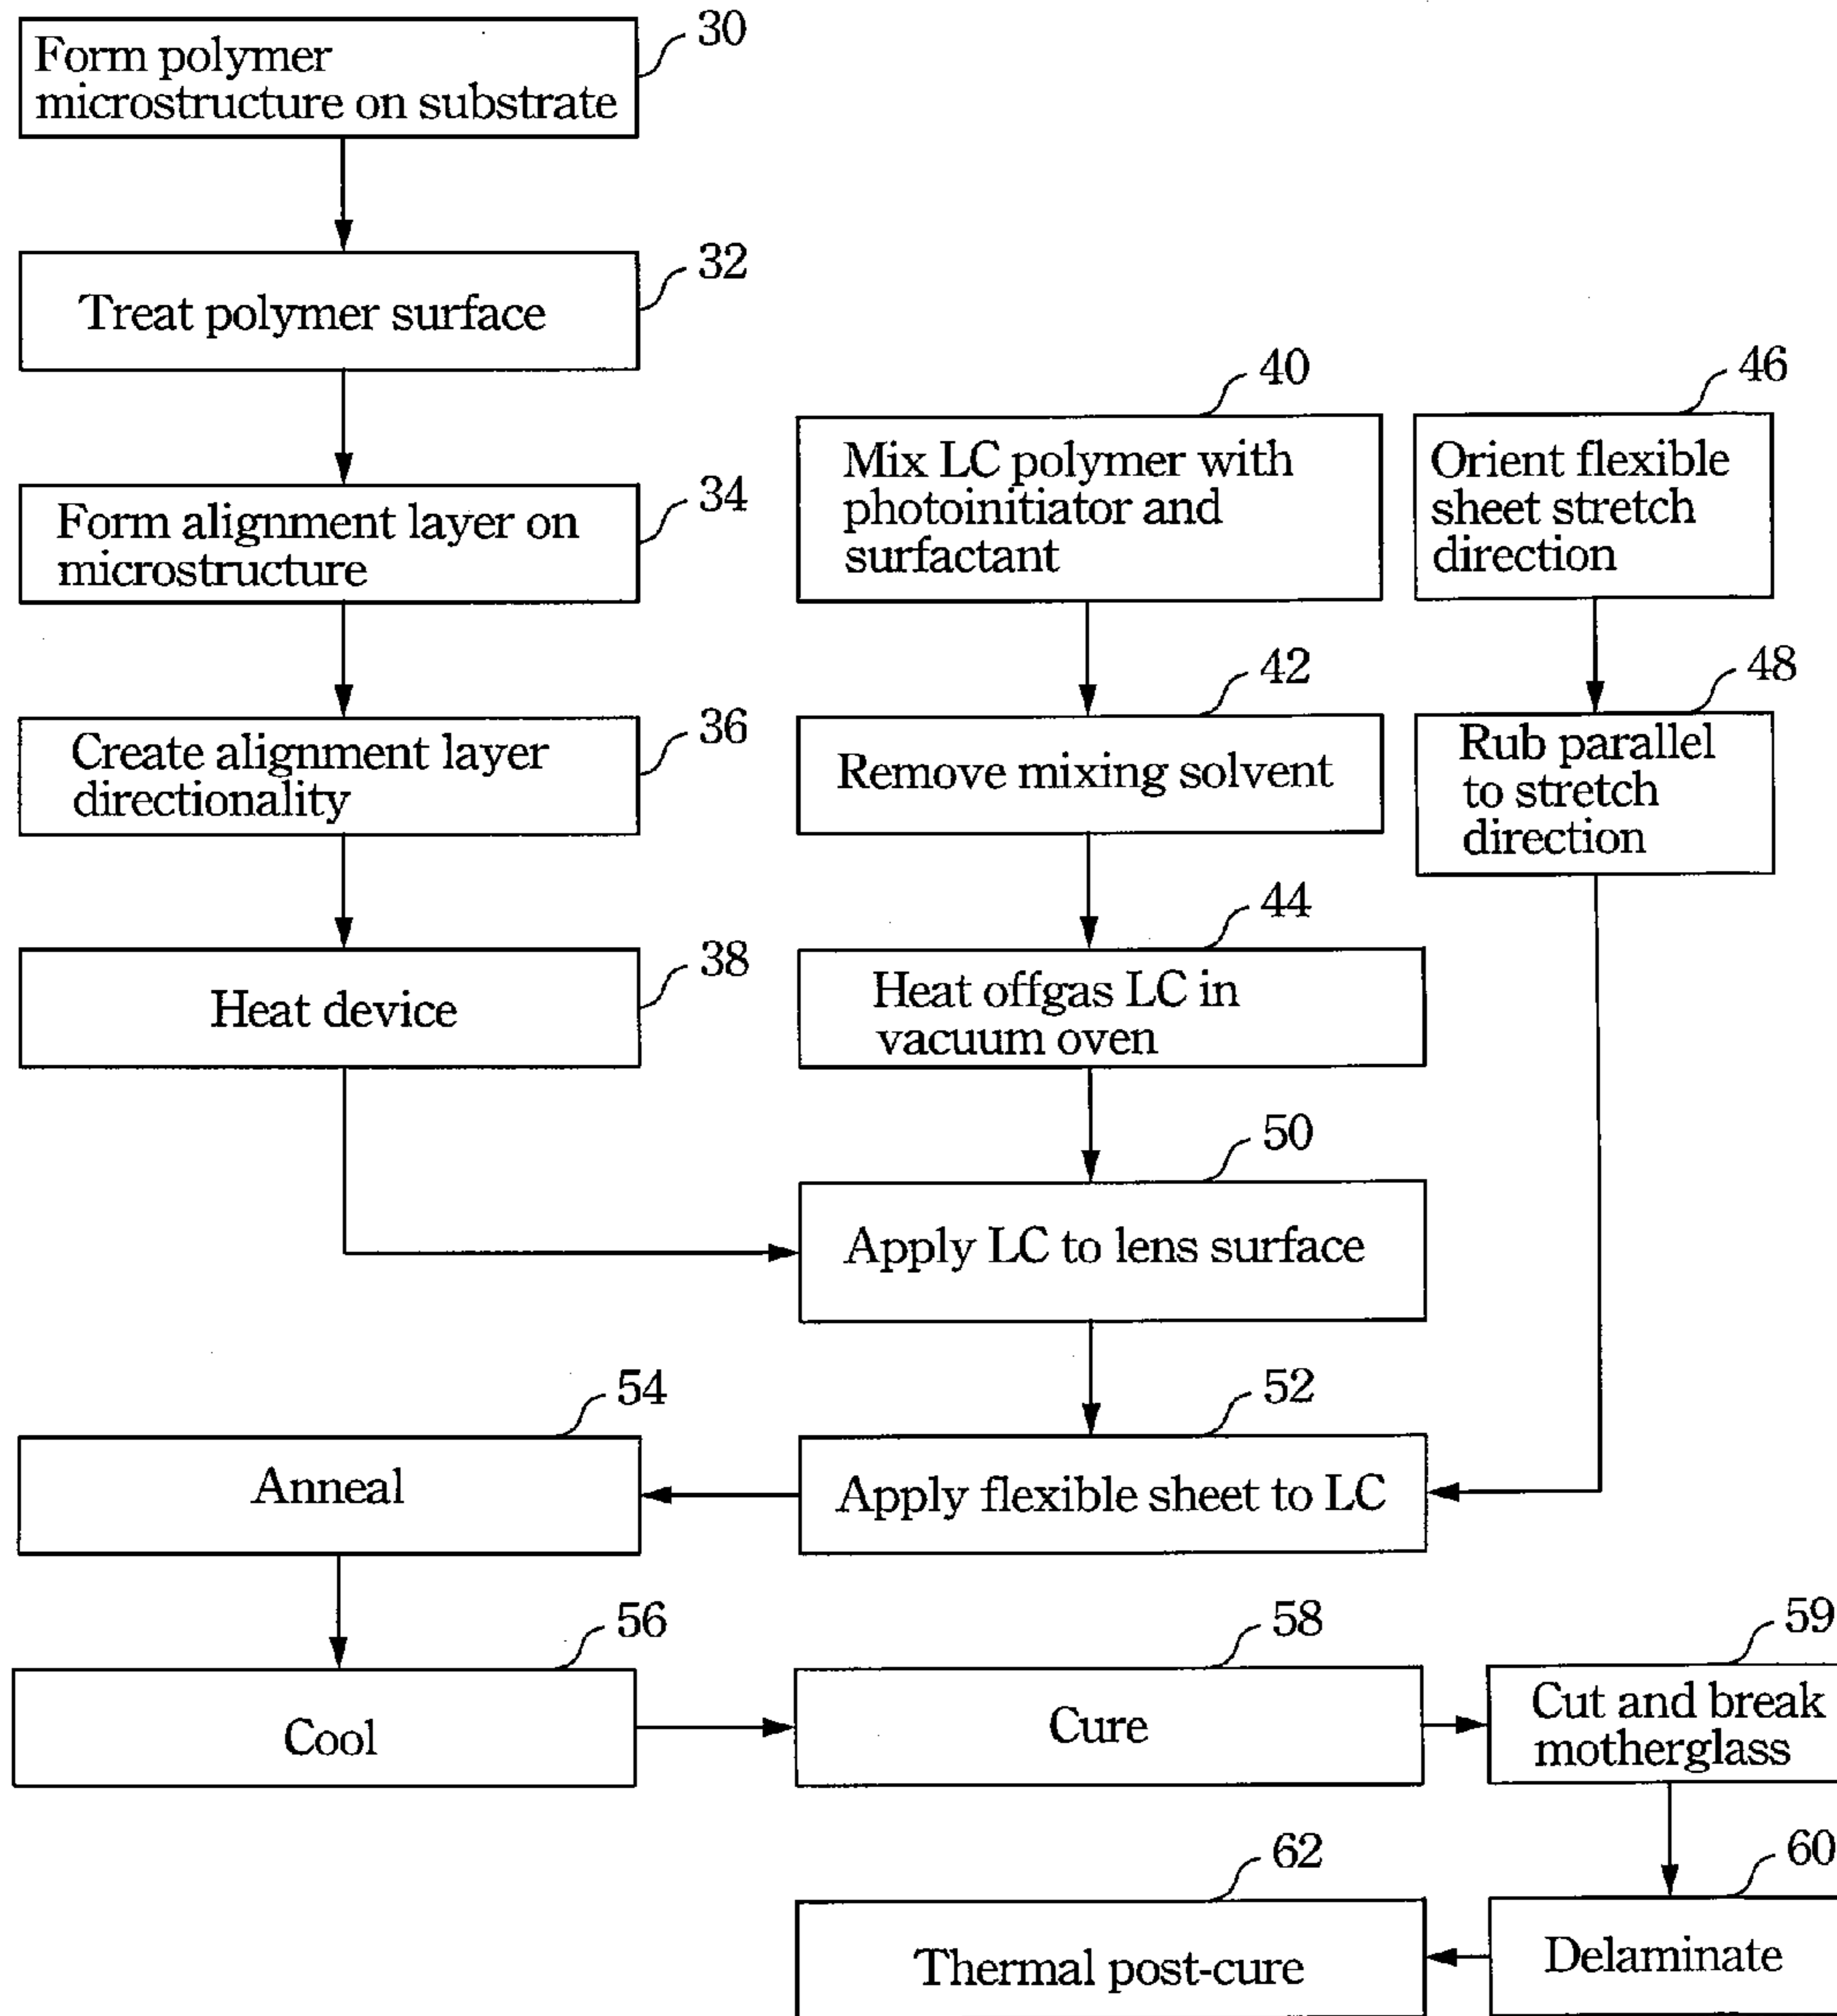 30
Form polymer
microstructure on substrate
32
Treat polymer surface
34
Form alignment layer on
microstructure
36
Create alignment layer
directionality
38
Heat device
40
Mix LC polymer with
photoinitiator and
surfactant
42
Remove mixing solvent
44
Heat offgas LC in
vacuum oven
46
Orient flexible
sheet stretch
direction
48
Rub parallel
to stretch
direction
50
Apply LC to lens surface
52
Apply flexible sheet to LC
54
Anneal
56
Cool
58
Cure
59
Cut and break
motherglass
60
Delaminate
62
Thermal post-cure